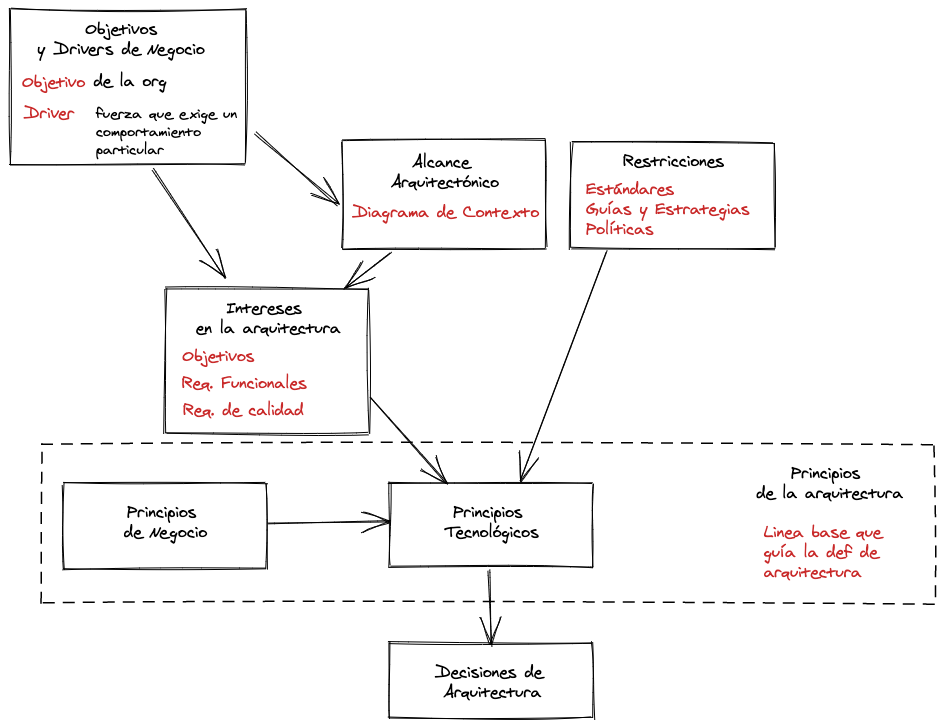 Objetivos
y Drivers de Negocio
Objetivo de la org
Driver fuerza que exige un
comportamiento
particular
Alcance
Arquitectónico
Diagrama de Contexto
Restricciones
Estándares
Guías y Estrategias
Políticas
Intereses
en la arquitectura
Objetivos
Req. Funcionales
Req. de calidad
Principios
de Negocio
Principios
Tecnológicos
Principios
de la arquitectura
Linea base que
guía la def de
arquitectura
Decisiones de
Arquitectura